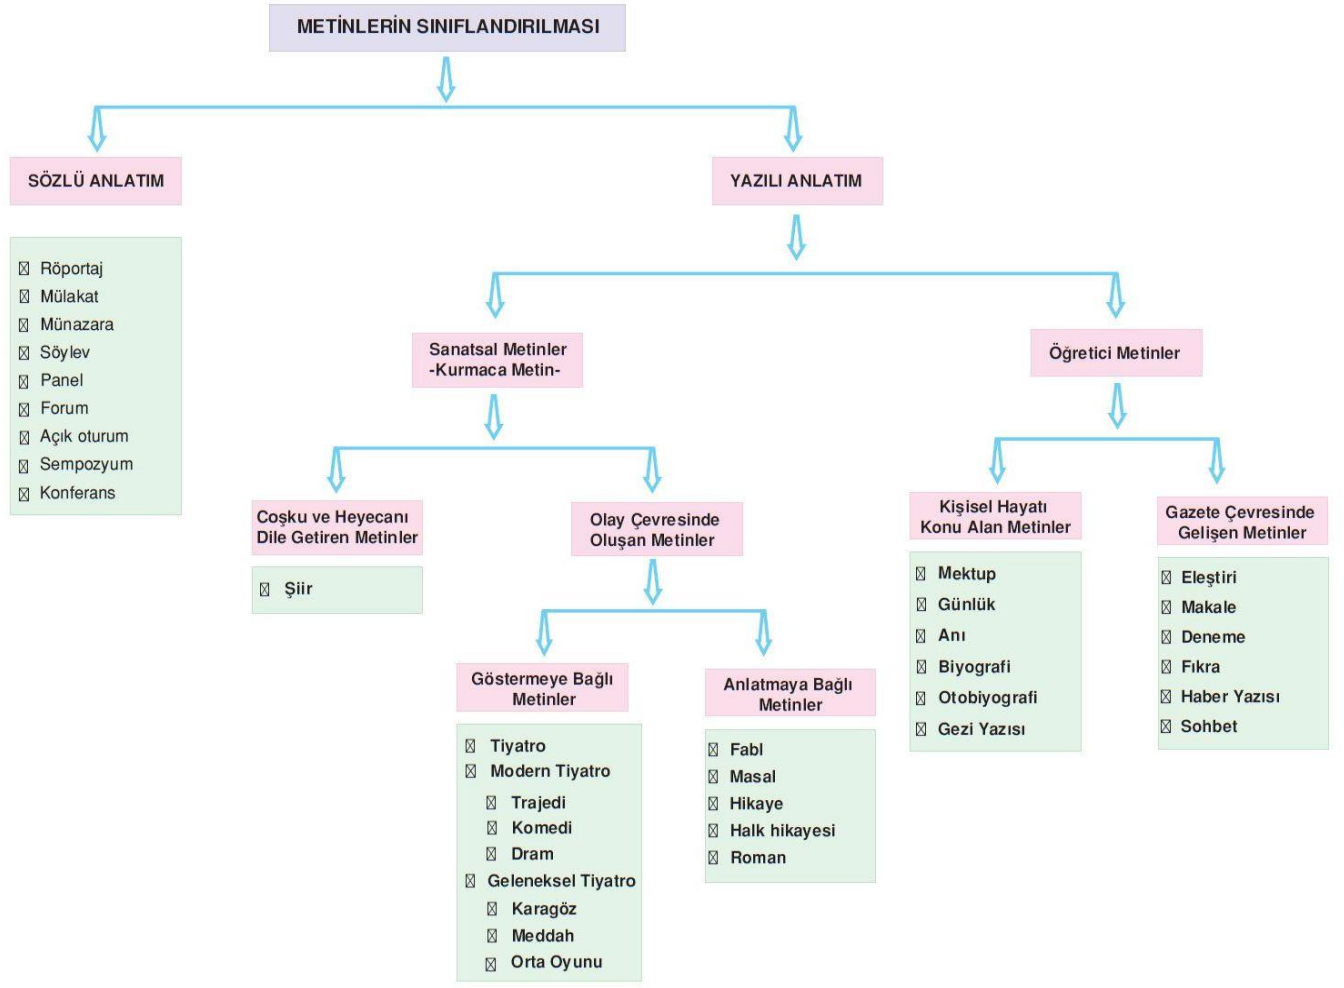 METİNLERİN SINIFLANDIRILMASI
SÖZLÜ ANLATIM
Röportaj
Mülakat
Münazara
Söylev
Panel
Forum
Açık oturum
Sempozyum
Konferans
YAZILI ANLATIM
Sanatsal Metinler
-Kurmaca Metin-
Coşku ve Heyecanı
Dile Getiren Metinler
Şiir
Olay Çevresinde
Oluşan Metinler
Göstermeye Bağlı
Metinler
Tiyatro
Modern Tiyatro
Trajedi
Komedi
Dram
Geleneksel Tiyatro
Karagöz
Meddah
Orta Oyunu
Anlatmaya Bağlı
Metinler
Fabl
Masal
Hikaye
Halk hikayesi
Roman
Öğretici Metinler
Kişisel Hayatı
Konu Alan Metinler
Mektup
Günlük
Anı
Biyografi
Otobiyografi
Gezi Yazısı
Gazete Çevresinde
Gelişen Metinler
Eleştiri
Makale
Deneme
Fıkra
Haber Yazısı
Sohbet